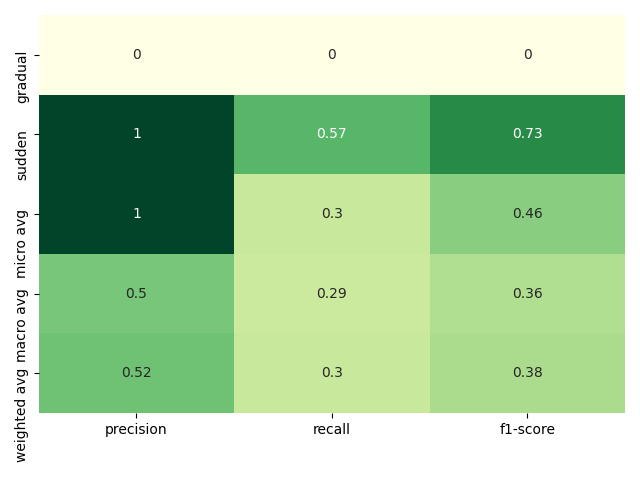 gradual 0 0 0
sudden 1 0.57 0.73
micro avg 1 0.3 0.46
macro avg 0.5 0.29 0.36
weighted avg 0.52 0.3 0.38
precision recall f1-score